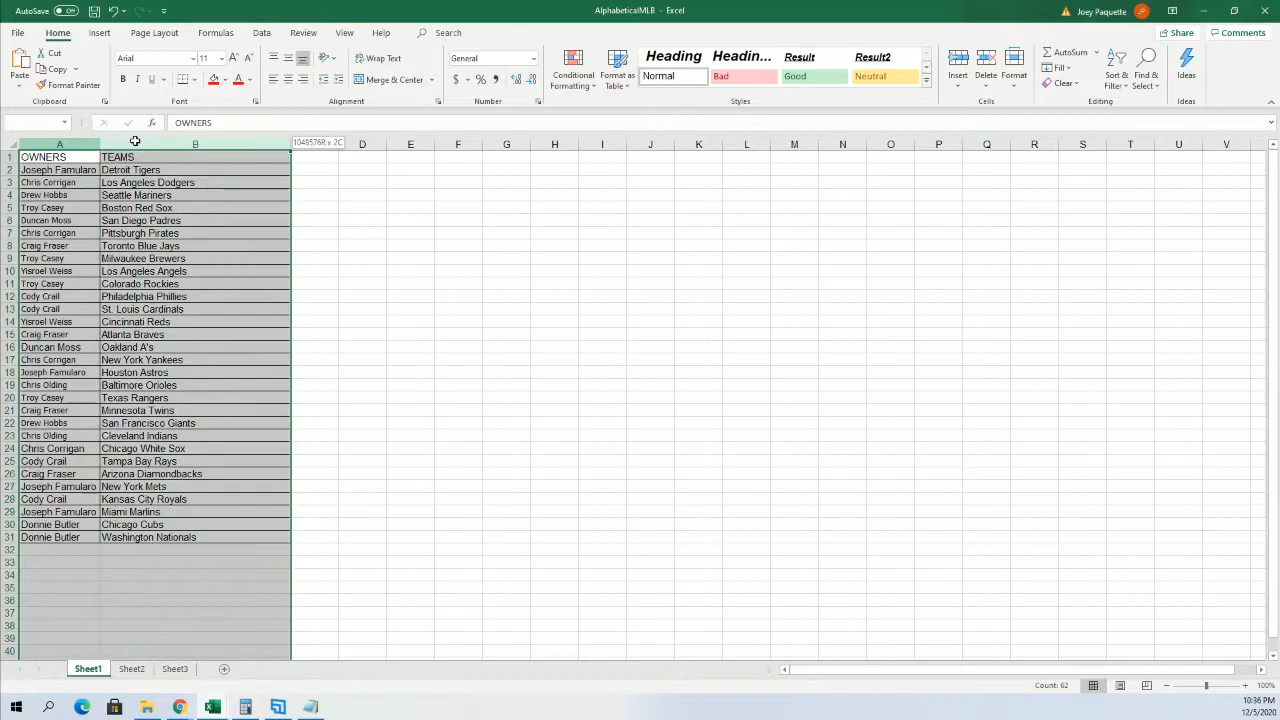 AutoSave Off AlphabeticalMLB - Excel Joey Paquette JP
File Home Insert Page Layout Formulas Data Review View Help Search Share Comments
Paste Cut Copy Format Painter Clipboard
Arial 11 B I U Font
Wrap Text Merge & Center Alignment
General $ % Number
Conditional Formatting Format as Table Heading Headin... Result Result2 Normal Bad Good Neutral Styles
Insert Delete Format Cells
AutoSum Fill Clear Sort & Filter Find & Select Editing
Ideas Ideas
fx OWNERS
1048576R x 2C
A B D E F G H I J K L M N O P Q R S T U V
1 OWNERS TEAMS
2 Joseph Famularo Detroit Tigers
3 Chris Corrigan Los Angeles Dodgers
4 Drew Hobbs Seattle Mariners
5 Troy Casey Boston Red Sox
6 Duncan Moss San Diego Padres
7 Chris Corrigan Pittsburgh Pirates
8 Craig Fraser Toronto Blue Jays
9 Troy Casey Milwaukee Brewers
10 Yisroel Weiss Los Angeles Angels
11 Troy Casey Colorado Rockies
12 Cody Crail Philadelphia Phillies
13 Cody Crail St. Louis Cardinals
14 Yisroel Weiss Cincinnati Reds
15 Craig Fraser Atlanta Braves
16 Duncan Moss Oakland A's
17 Chris Corrigan New York Yankees
18 Joseph Famularo Houston Astros
19 Chris Olding Baltimore Orioles
20 Troy Casey Texas Rangers
21 Craig Fraser Minnesota Twins
22 Drew Hobbs San Francisco Giants
23 Chris Olding Cleveland Indians
24 Chris Corrigan Chicago White Sox
25 Cody Crail Tampa Bay Rays
26 Craig Fraser Arizona Diamondbacks
27 Joseph Famularo New York Mets
28 Cody Crail Kansas City Royals
29 Joseph Famularo Miami Marlins
30 Donnie Butler Chicago Cubs
31 Donnie Butler Washington Nationals
32
33
34
35
36
37
38
39
40
Sheet1 Sheet2 Sheet3
Count: 62 100%
10:36 PM
12/5/2020